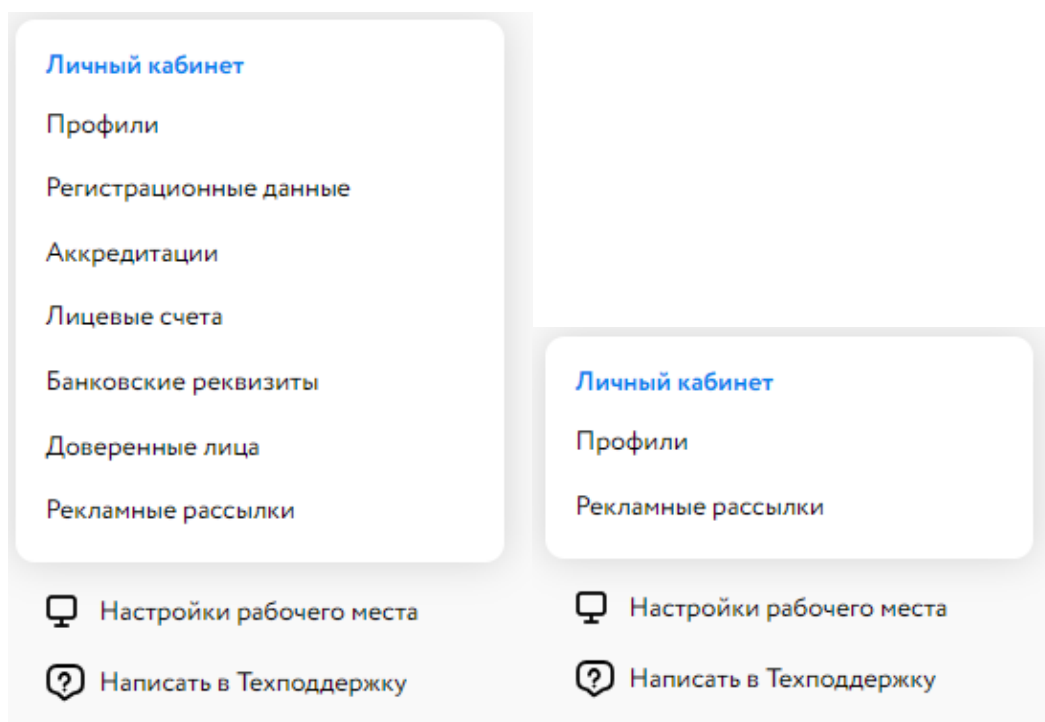 Личный кабинет
Профили
Регистрационные данные
Аккредитации
Лицевые счета
Банковские реквизиты
Доверенные лица
Рекламные рассылки
Настройки рабочего места
Написать в Техподдержку
Личный кабинет
Профили
Рекламные рассылки
Настройки рабочего места
Написать в Техподдержку